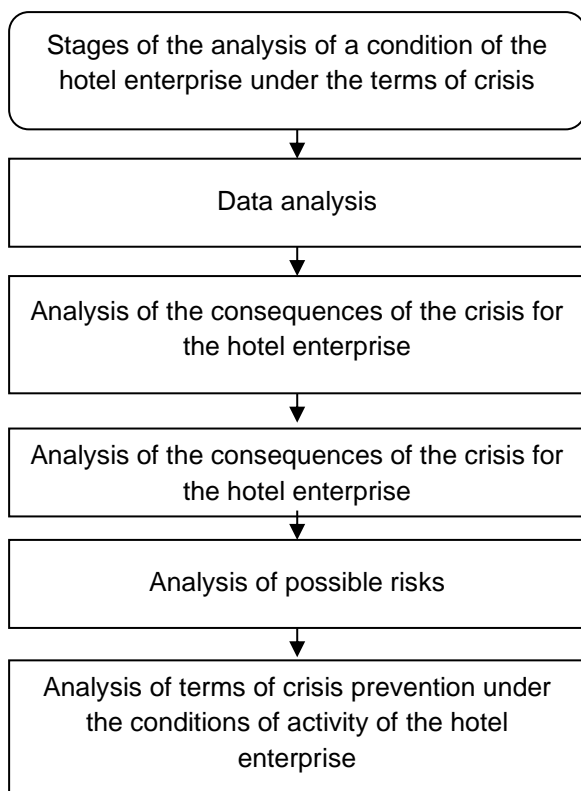 Stages of the analysis of a condition of the
hotel enterprise under the terms of crisis
Data analysis
Analysis of the consequences of the crisis for
the hotel enterprise
Analysis of the consequences of the crisis for
the hotel enterprise
Analysis of possible risks
Analysis of terms of crisis prevention under
the conditions of activity of the hotel
enterprise